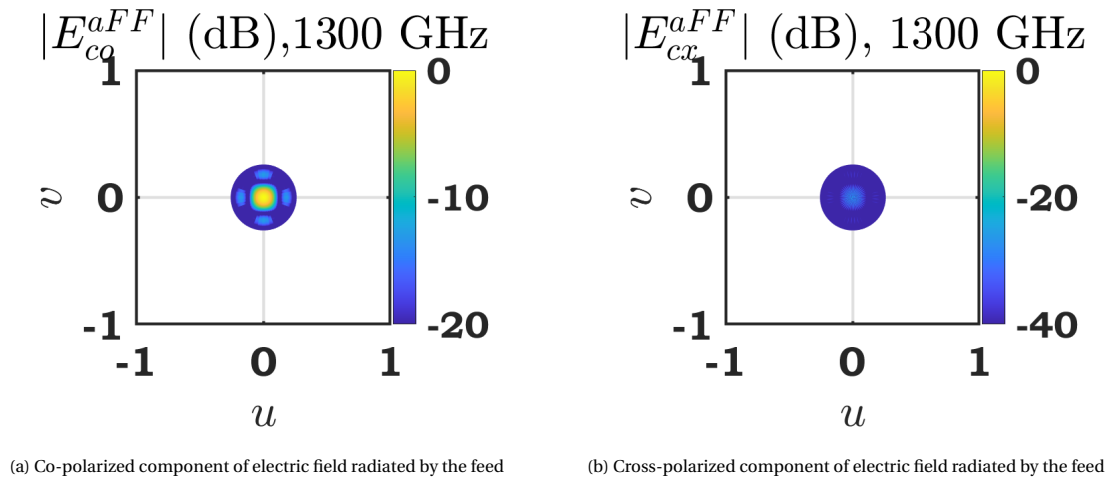 |E_{co}^{aFF}| (dB),1300 GHz
1
0
-1
v
-1 0 1
u
0
-10
-20
(a) Co-polarized component of electric field radiated by the feed
|E_{cx}^{aFF}| (dB), 1300 GHz
1
0
-1
v
-1 0 1
u
0
-20
-40
(b) Cross-polarized component of electric field radiated by the feed